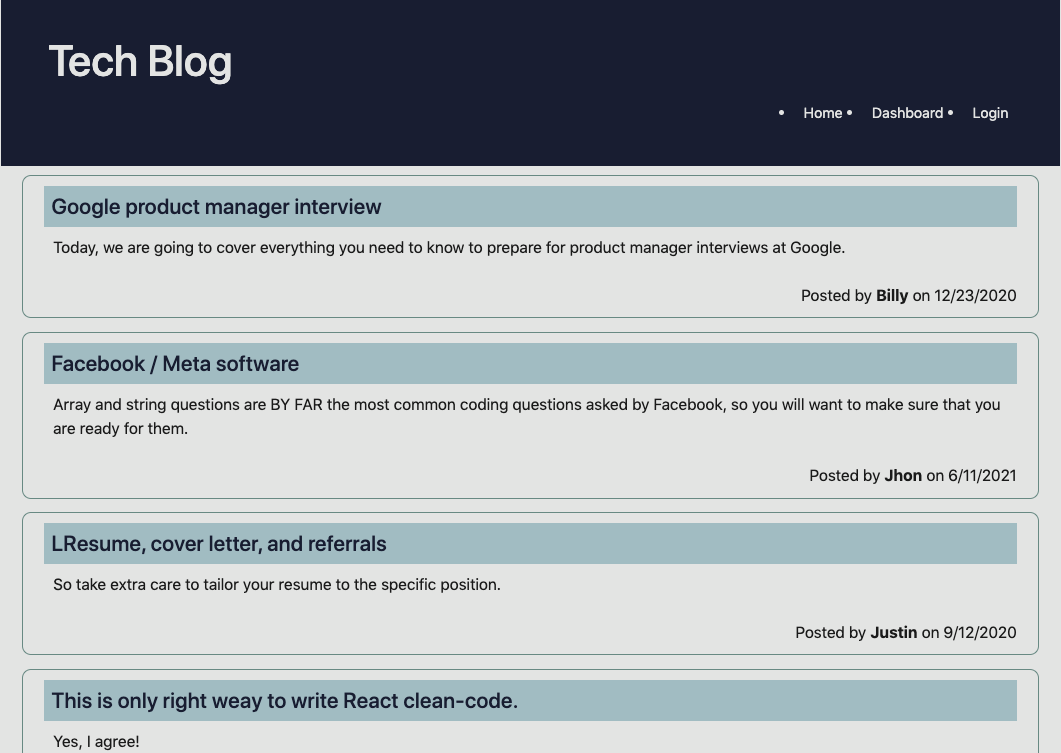 Tech Blog
• Home • Dashboard • Login
Google product manager interview
Today, we are going to cover everything you need to know to prepare for product manager interviews at Google.
Posted by Billy on 12/23/2020
Facebook / Meta software
Array and string questions are BY FAR the most common coding questions asked by Facebook, so you will want to make sure that you
are ready for them.
Posted by Jhon on 6/11/2021
LResume, cover letter, and referrals
So take extra care to tailor your resume to the specific position.
Posted by Justin on 9/12/2020
This is only right weay to write React clean-code.
Yes, I agree!